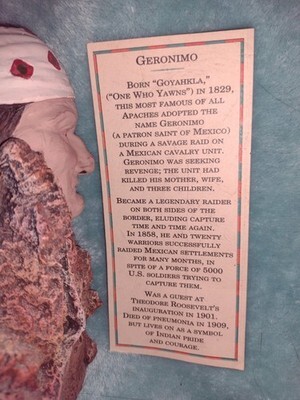 GERONIMO
BORN "GOYAHKLA,"
("ONE WHO YAWNS") IN 1829,
THIS MOST FAMOUS OF ALL
APACHES ADOPTED THE
NAME GERONIMO
(A PATRON SAINT OF MEXICO)
DURING A SAVAGE RAID ON
A MEXICAN CAVALRY UNIT.
GERONIMO WAS SEEKING
REVENGE; THE UNIT HAD
KILLED HIS MOTHER, WIFE,
AND THREE CHILDREN.
BECAME A LEGENDARY RAIDER
ON BOTH SIDES OF THE
BORDER, ELUDING CAPTURE
TIME AND TIME AGAIN.
IN 1858, HE AND TWENTY
WARRIORS SUCCESSFULLY
RAIDED MEXICAN SETTLEMENTS
FOR MANY MONTHS, IN
SPITE OF A FORCE OF 5000
U.S. SOLDIERS TRYING TO
CAPTURE THEM.
WAS A GUEST AT
THEODORE ROOSEVELT'S
INAUGURATION IN 1901.
DIED OF PNEUMONIA IN 1909,
BUT LIVES ON AS A SYMBOL
OF INDIAN PRIDE
AND COURAGE.